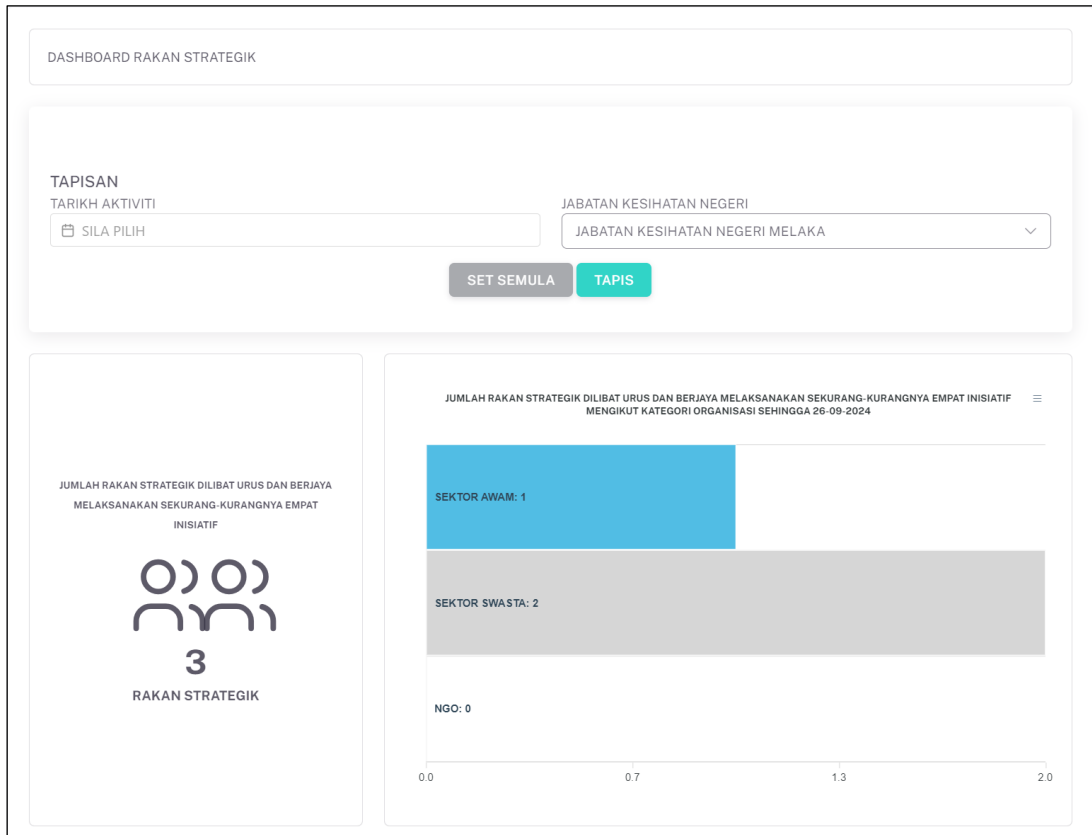 DASHBOARD RAKAN STRATEGIK
TAPISAN
TARIKH AKTIVITI
SILA PILIH
JABATAN KESIHATAN NEGERI
JABATAN KESIHATAN NEGERI MELAKA
SET SEMULA
TAPIS
JUMLAH RAKAN STRATEGIK DILIBAT URUS DAN BERJAYA
MELAKSANAKAN SEKURANG-KURANGNYA EMPAT
INISIATIF
3
RAKAN STRATEGIK
JUMLAH RAKAN STRATEGIK DILIBAT URUS DAN BERJAYA MELAKSANAKAN SEKURANG-KURANGNYA EMPAT INISIATIF
MENGIKUT KATEGORI ORGANISASI SEHINGGA 26-09-2024
SEKTOR AWAM: 1
SEKTOR SWASTA: 2
NGO: 0
0.0
0.7
1.3
2.0